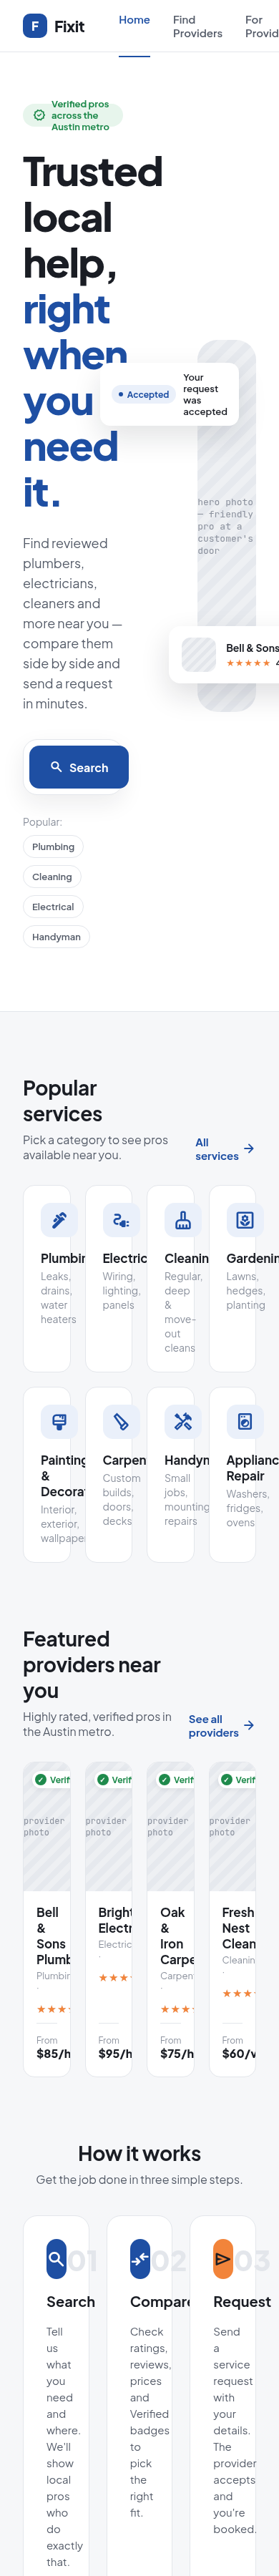 F Fixit
Home
Find
Providers
For
Provid
Verified pros
across the
Austin metro
Trusted
local
help,
right
when
you
need
it.
Accepted
Your
request
was
accepted
hero photo
— friendly
pro at a
customer's
door
Bell & Sons
★★★★★ 4
Find reviewed
plumbers,
electricians,
cleaners and
more near you —
compare them
side by side and
send a request
in minutes.
Search
Popular:
Plumbing
Cleaning
Electrical
Handyman
Popular
services
Pick a category to see pros
available near you.
All
services
Plumbin
Leaks,
drains,
water
heaters
Electric
Wiring,
lighting,
panels
Cleanin
Regular,
deep
&
move-
out
cleans
Gardenin
Lawns,
hedges,
planting
Painting
&
Decorat
Interior,
exterior,
wallpape
Carpen
Custom
builds,
doors,
decks
Handyn
Small
jobs,
mounting
repairs
Applianc
Repair
Washers,
fridges,
ovens
Featured
providers near
you
Highly rated, verified pros in
the Austin metro.
See all
providers
✓ Verif
provider
photo
Bell
&
Sons
Plumb
Plumbin
·
★★★
From
$85/h
✓ Verif
provider
photo
Bright
Electr
Electric
·
★★★
From
$95/h
✓ Verif
provider
photo
Oak
&
Iron
Carpe
Carpen
·
★★★
From
$75/h
✓ Verif
provider
photo
Fresh
Nest
Clean
Cleanin
·
★★★
From
$60/v
How it works
Get the job done in three simple steps.
01
Search
Tell
us
what
you
need
and
where.
We'll
show
local
pros
who
do
exactly
that.
02
Compare
Check
ratings,
reviews,
prices
and
Verified
badges
to
pick
the
right
fit.
03
Request
Send
a
service
request
with
your
details.
The
provider
accepts
and
you're
booked.